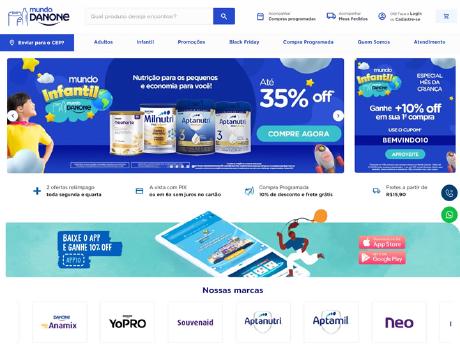 mundo
DANONE
Qual produto deseja encontrar?
Acompanhar
Compras programadas
Acompanhar
Meus Pedidos
Login
ou Cadastre-se
Enviar para o CEP?
Adultos
Infantil
Promoções
Black Friday
Compra Programada
Quem Somos
Atendimento
mundo
Infantil
DANONE
Nutrição para os pequenos
e economia para você!
Milnutri
Aptanutri
Aptanutri
Até
35% off
COMPRE AGORA
mundo
Infantil
DANONE
ESPECIAL
MÊS DA
CRIANÇA
Ganhe +10% off
em sua 1ª compra
USE O CUPOM*
BEMVINDO10
APROVEITE
2 ofertas relâmpago
toda segunda e quarta
A vista com PIX
ou em 6x sem juros no cartão
Compra Programada
10% de desconto e frete grátis
Fretes a partir de
R$15,90
BAIXE O APP
E GANHE 10% OFF
APP10
App Store
Google Play
Nossas marcas
DANONE
Anamix
YoPRO
Souvenaid
Aptanutri
Aptamil
neo